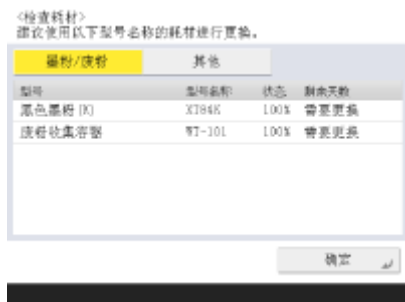 <检查耗材>
建议使用以下型号名称的耗材进行更换。
墨粉/废粉 其他
型号 型号名称 状态 剩余天数
黑色墨粉 (K) XT84K 100% 需要更换
废粉收集容器 WT-101 100% 需要更换
确定